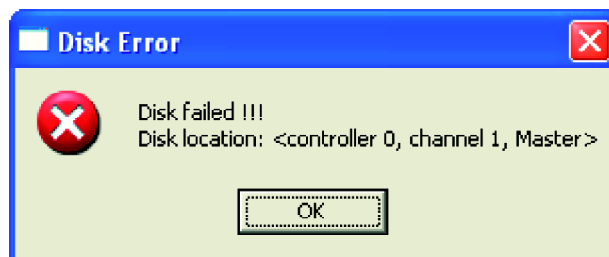 Disk Error
Disk failed !!!
Disk location: <controller 0, channel 1, Master>
OK